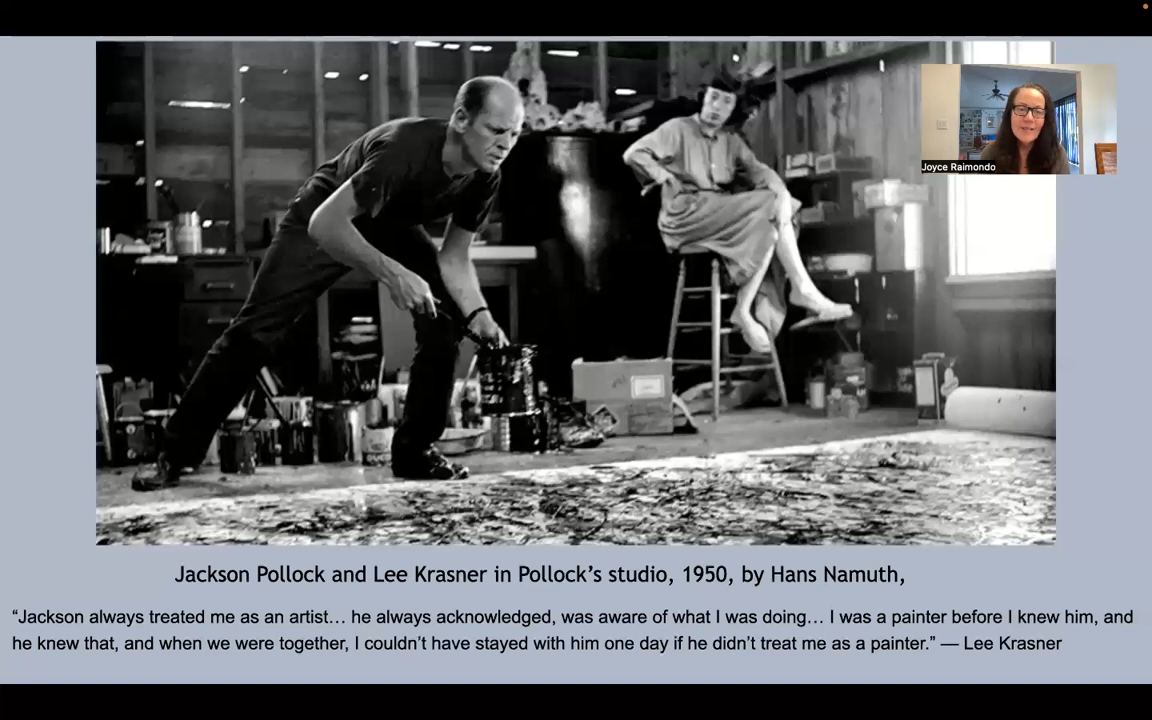 Joyce Raimondo
Jackson Pollock and Lee Krasner in Pollock’s studio, 1950, by Hans Namuth,
“Jackson always treated me as an artist… he always acknowledged, was aware of what I was doing… I was a painter before I knew him, and
he knew that, and when we were together, I couldn’t have stayed with him one day if he didn’t treat me as a painter.” — Lee Krasner